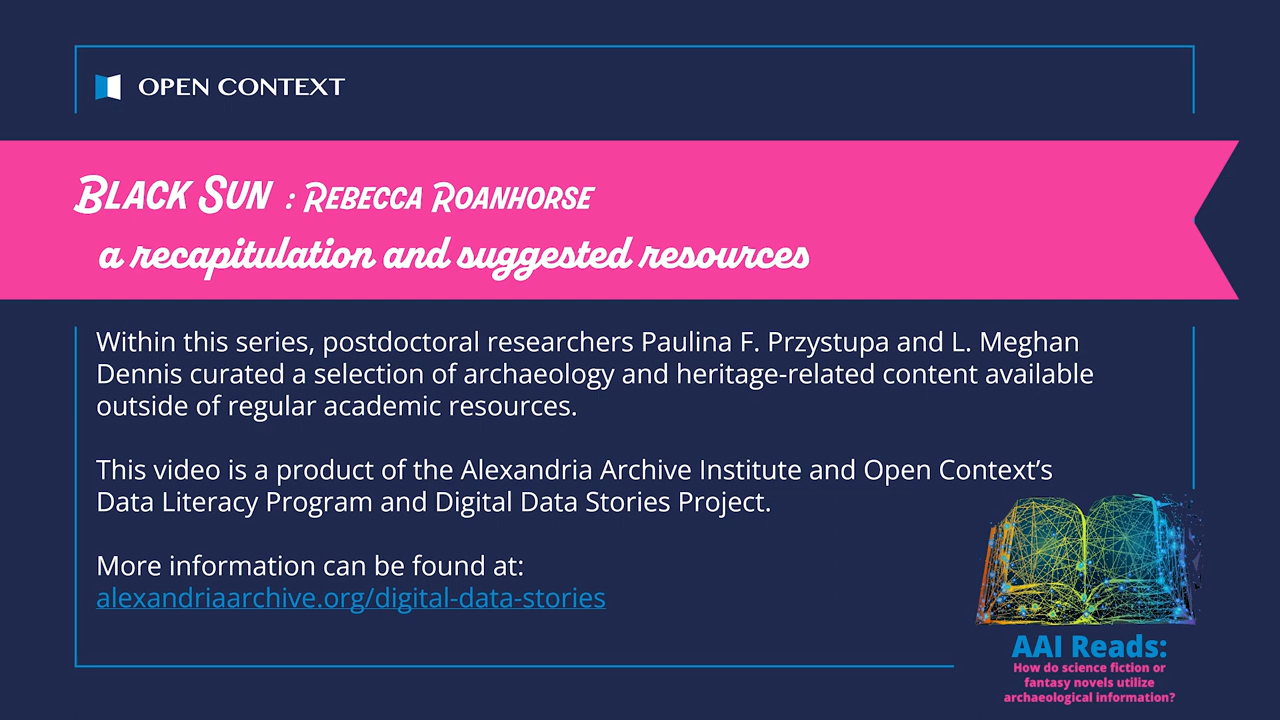 OPEN CONTEXT
BLACK SUN : REBECCA ROANHORSE
a recapitulation and suggested resources
Within this series, postdoctoral researchers Paulina F. Przystupa and L. Meghan
Dennis curated a selection of archaeology and heritage-related content available
outside of regular academic resources.
This video is a product of the Alexandria Archive Institute and Open Context’s
Data Literacy Program and Digital Data Stories Project.
More information can be found at:
alexandriaarchive.org/digital-data-stories
AAI Reads:
How do science fiction or
fantasy novels utilize
archaeological information?